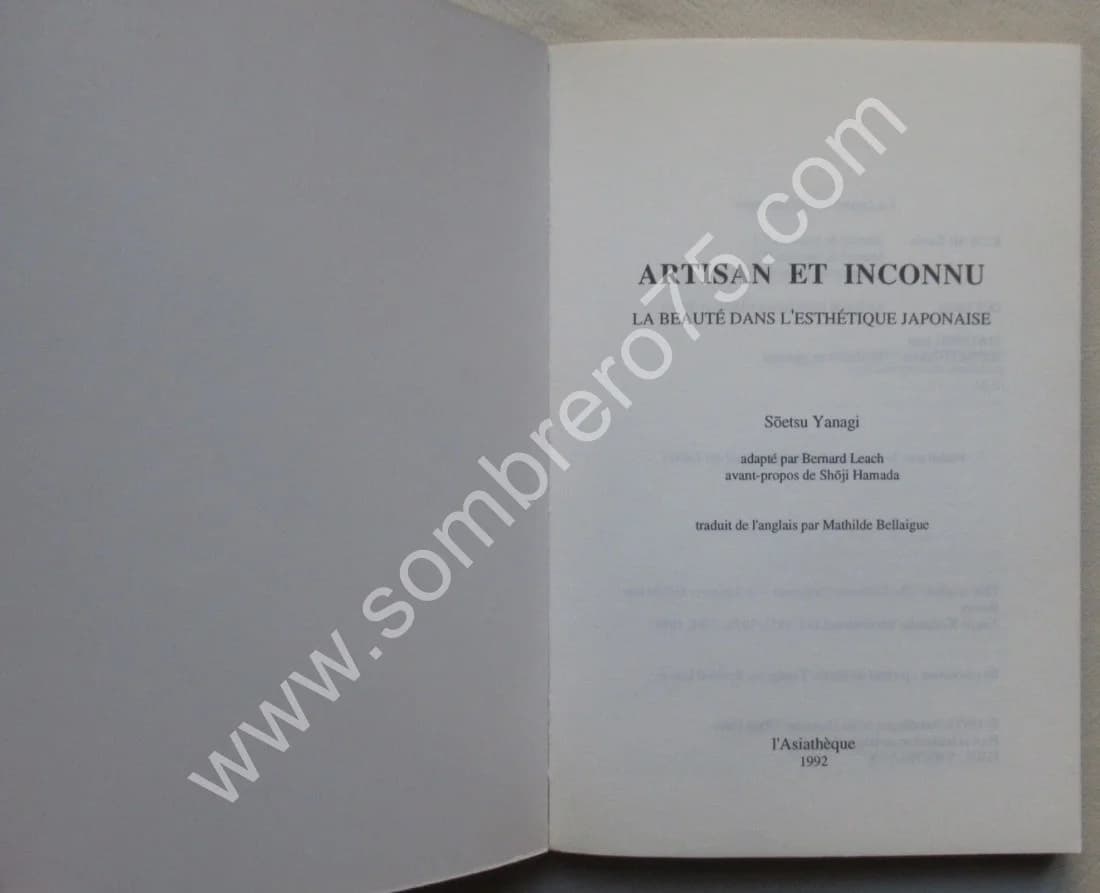 ARTISAN ET INCONNU
LA BEAUTÉ DANS L'ESTHÉTIQUE JAPONAISE
Sōetsu Yanagi
adapté par Bernard Leach
avant-propos de Shōji Hamada
traduit de l'anglais par Mathilde Bellaigue
l'Asiathèque
1992
www.sombrero75.com